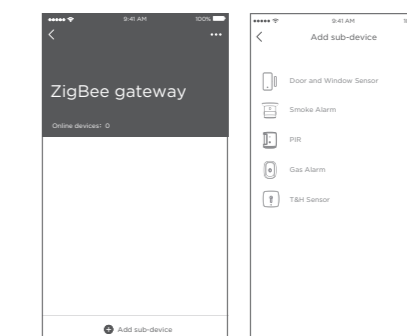 9:41 AM
100%
ZigBee gateway
Online devices: 0
Add sub-device
9:41 AM
Add sub-device
Door and Window Sensor
Smoke Alarm
PIR
Gas Alarm
T&H Sensor